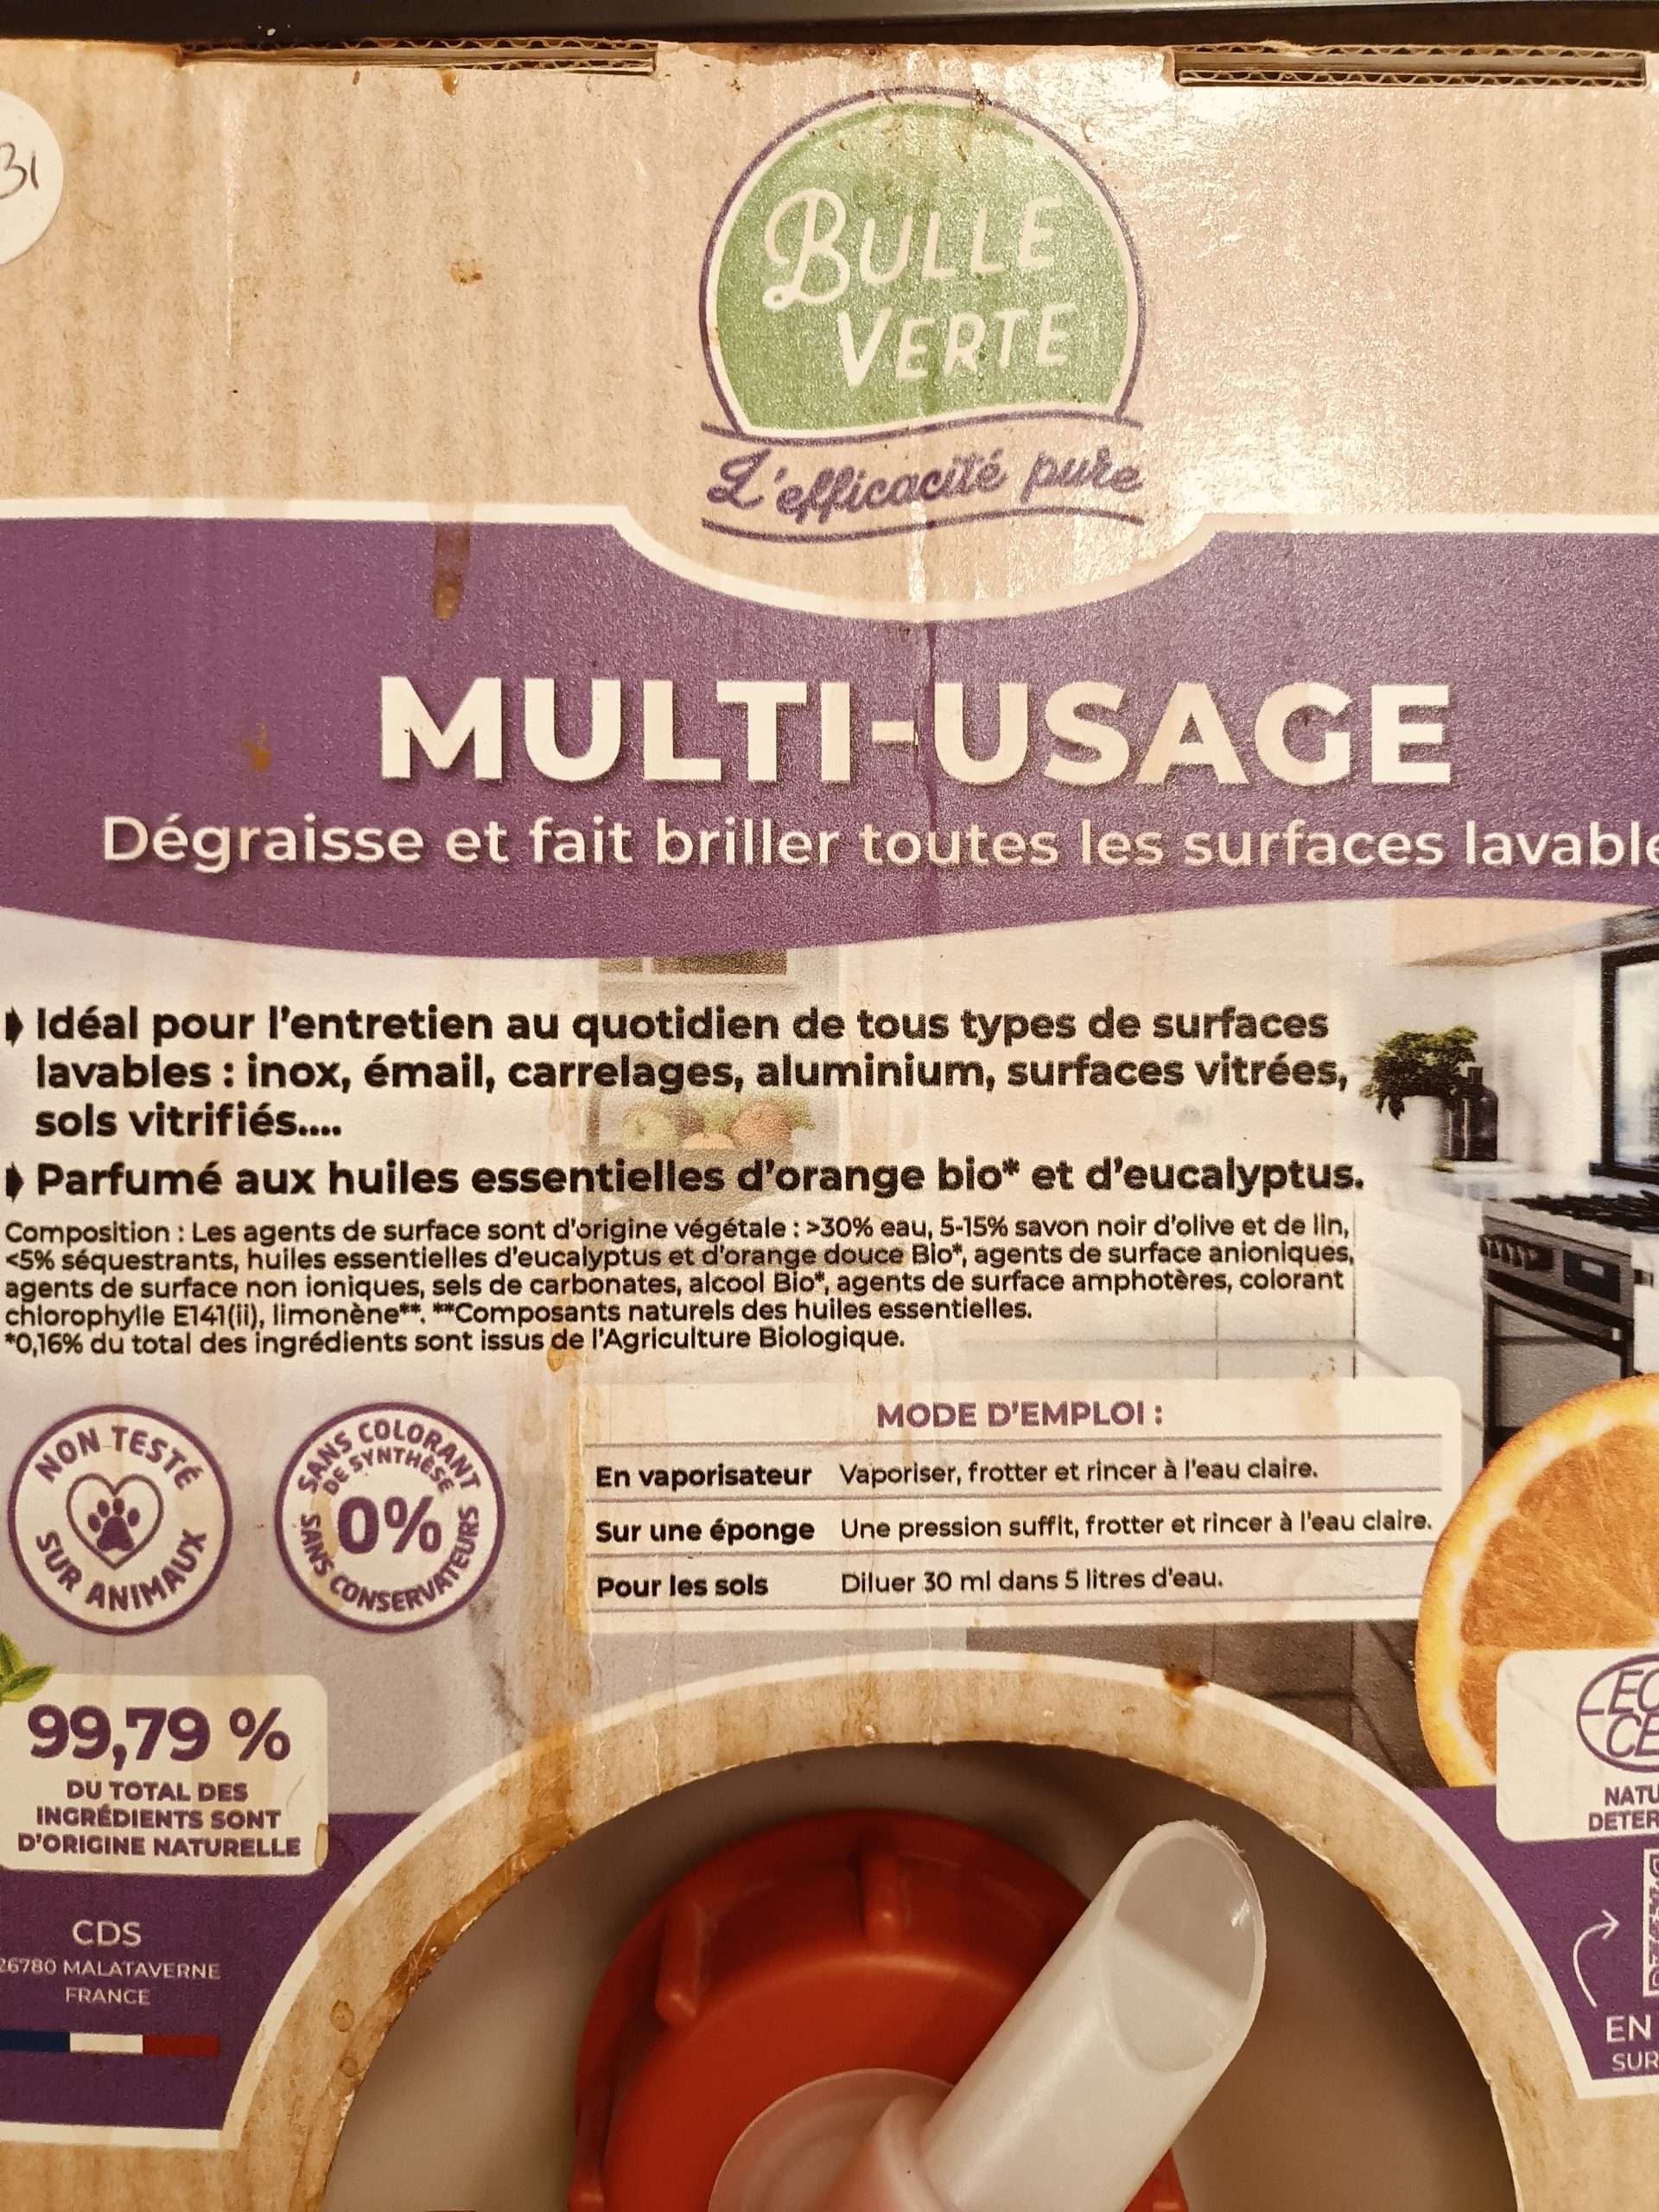 31
BULLE
VERTE
L'efficacité pure
MULTI-USAGE
Dégraisse et fait briller toutes les surfaces lavable
Idéal pour l'entretien au quotidien de tous types de surfaces
lavables : inox, émail, carrelages, aluminium, surfaces vitrées,
sols vitrifiés....
Parfumé aux huiles essentielles d'orange bio* et d'eucalyptus.
Composition : Les agents de surface sont d'origine végétale : >30% eau, 5-15% savon noir d'olive et de lin,
<5% séquestrants, huiles essentielles d'eucalyptus et d'orange douce Bio*, agents de surface anioniques,
agents de surface non ioniques, sels de carbonates, alcool Bio*, agents de surface amphotères, colorant
chlorophylle E141(ii), limonène**. **Composants naturels des huiles essentielles.
*0,16% du total des ingrédients sont issus de l'Agriculture Biologique.
NON TESTÉ
SUR ANIMAUX
SANS COLORANT
DE SYNTHÈSE
0%
SANS CONSERVATEURS
MODE D'EMPLOI :
En vaporisateur Vaporiser, frotter et rincer à l'eau claire.
Sur une éponge Une pression suffit, frotter et rincer à l'eau claire.
Pour les sols Diluer 30 ml dans 5 litres d'eau.
99,79 %
DU TOTAL DES
INGRÉDIENTS SONT
D'ORIGINE NATURELLE
CDS
26780 MALATAVERNE
FRANCE
EC
CE
NATU
DETER
EN
SUR